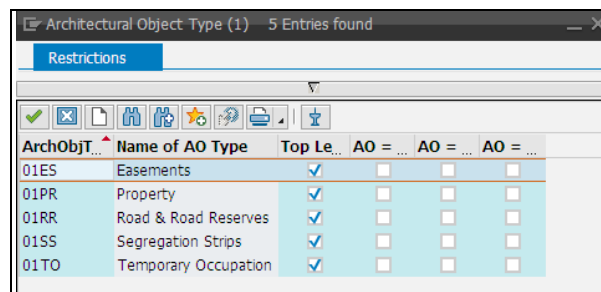 Architectural Object Type (1) 5 Entries found
Restrictions
ArchObjT... Name of AO Type Top Le... AO = ... AO = ... AO = ...
01ES Easements
01PR Property
01RR Road & Road Reserves
01SS Segregation Strips
01TO Temporary Occupation